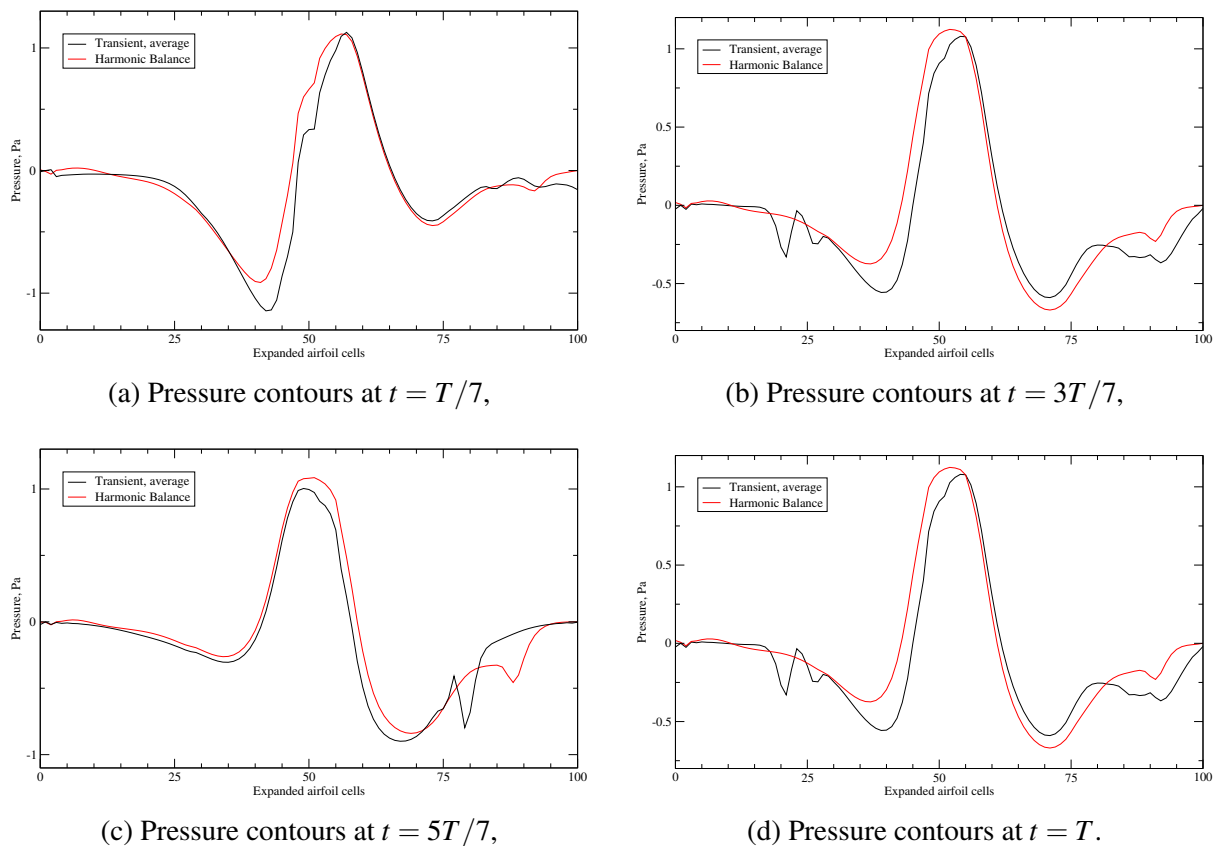 Transient, average
Harmonic Balance
1
0
-1
Pressure, Pa
0 25 50 75 100
Expanded airfoil cells
(a) Pressure contours at t = T/7,
Transient, average
Harmonic Balance
1
0.5
0
-0.5
Pressure, Pa
0 25 50 75 100
Expanded airfoil cells
(b) Pressure contours at t = 3T/7,
Transient, average
Harmonic Balance
1
0
-1
Pressure, Pa
0 25 50 75 100
Expanded airfoil cells
(c) Pressure contours at t = 5T/7,
Transient, average
Harmonic Balance
1
0.5
0
-0.5
Pressure, Pa
0 25 50 75 100
Expanded airfoil cells
(d) Pressure contours at t = T.